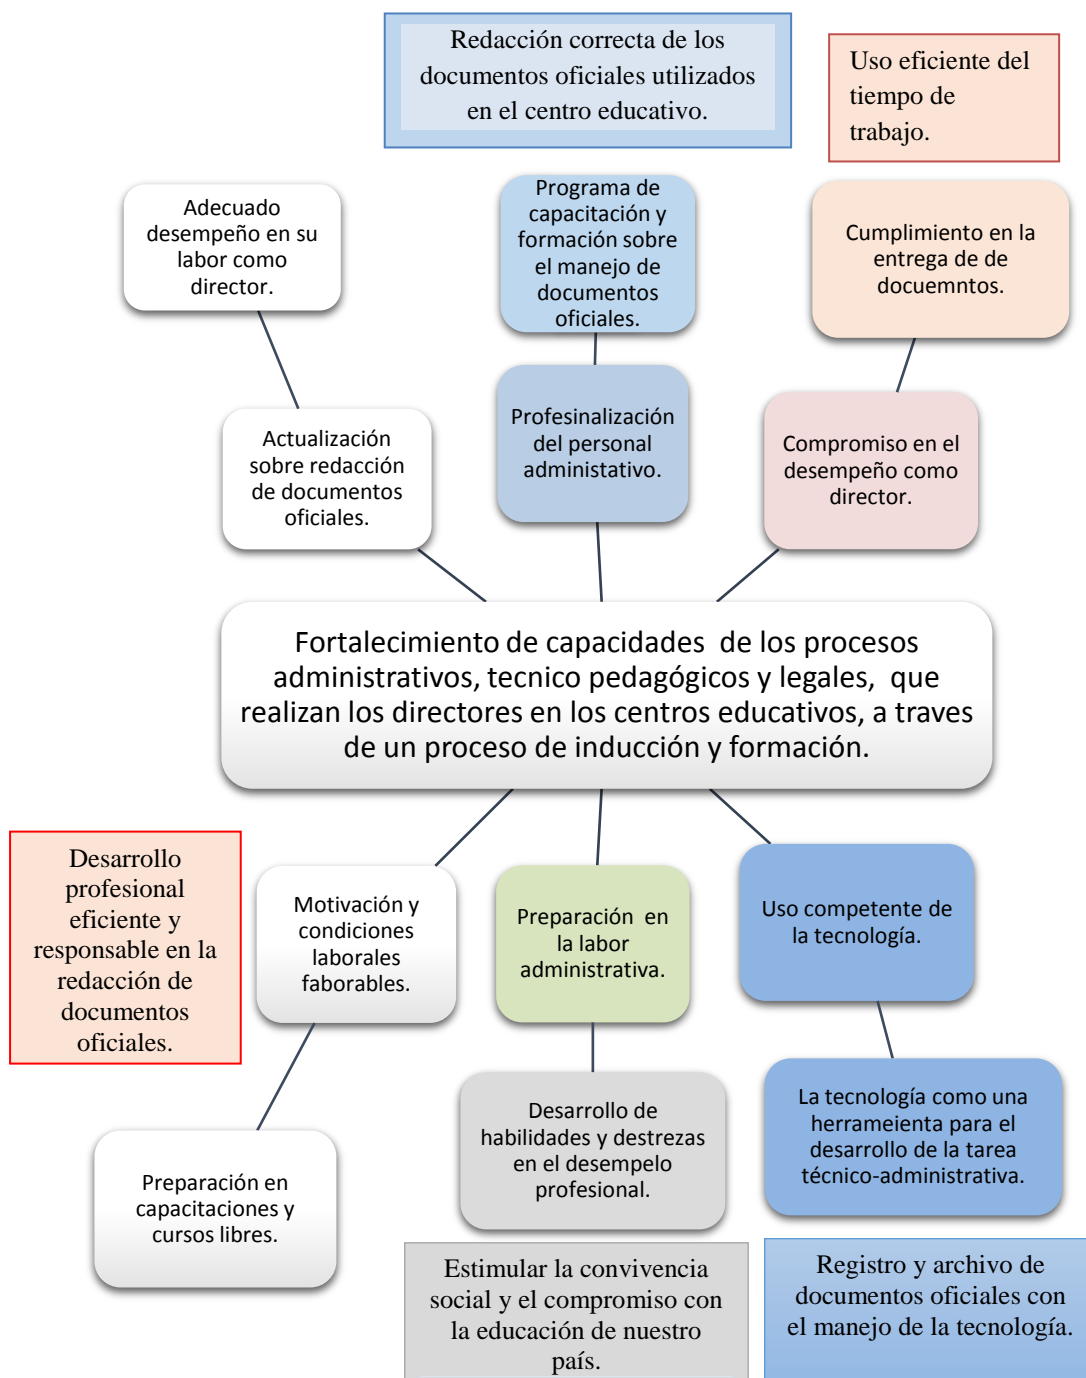 Redacción correcta de los
documentos oficiales utilizados
en el centro educativo.
Uso eficiente del
tiempo de
trabajo.
Adecuado
desempeño en su
labor como
director.
Programa de
capacitación y
formación sobre
el manejo de
documentos
oficiales.
Cumplimiento en la
entrega de de
docuemntos.
Actualización
sobre redacción
de documentos
oficiales.
Profesinalización
del personal
administativo.
Compromiso en el
desempeño como
director.
Fortalecimiento de capacidades de los procesos
administrativos, tecnico pedagógicos y legales, que
realizan los directores en los centros educativos, a traves
de un proceso de inducción y formación.
Desarrollo
profesional
eficiente y
responsable en la
redacción de
documentos
oficiales.
Motivación y
condiciones
laborales
faborables.
Preparación en
la labor
administrativa.
Uso competente de
la tecnología.
Preparación en
capacitaciones y
cursos libres.
Desarrollo de
habilidades y destrezas
en el desempelo
profesional.
La tecnología como una
herrameienta para el
desarrollo de la tarea
técnico-administrativa.
Estimular la convivencia
social y el compromiso con
la educación de nuestro
país.
Registro y archivo de
documentos oficiales con
el manejo de la tecnología.